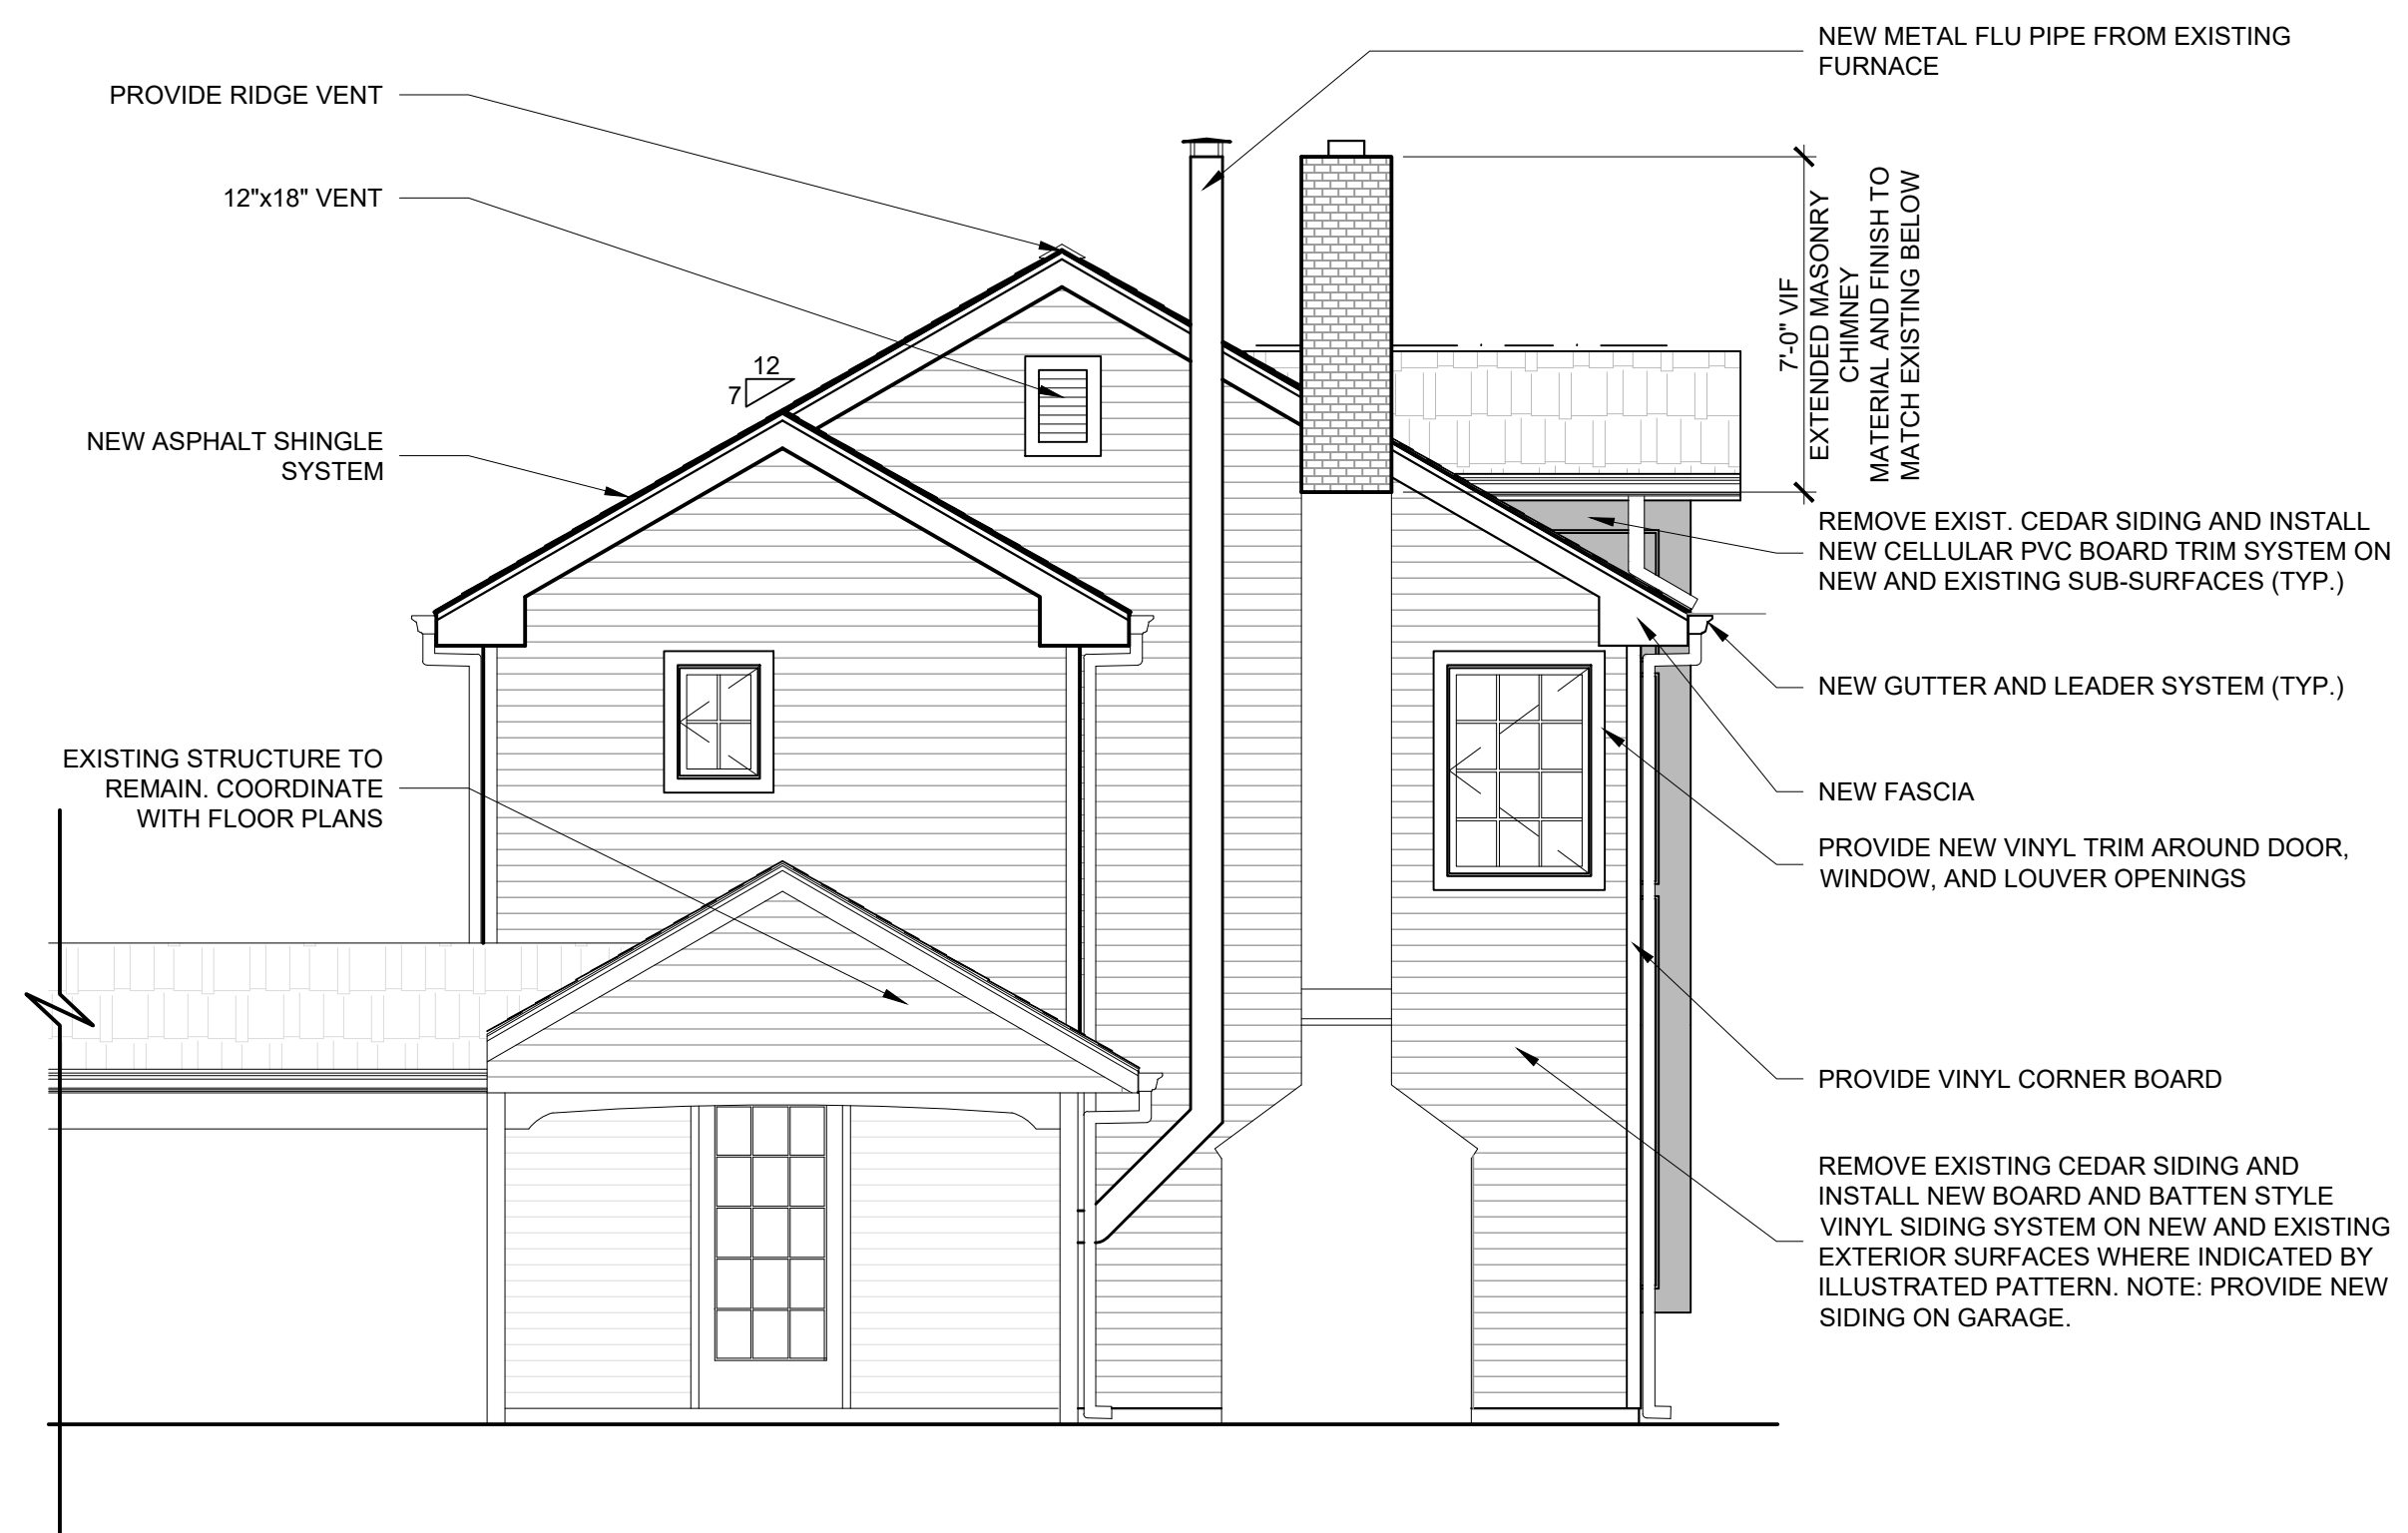 NEW METAL FLU PIPE FROM EXISTING
FURNACE
PROVIDE RIDGE VENT
12"x18" VENT
12
7
NEW ASPHALT SHINGLE
SYSTEM
EXISTING STRUCTURE TO
REMAIN. COORDINATE
WITH FLOOR PLANS
7'-0" VIF
EXTENDED MASONRY
CHIMNEY
MATERIAL AND FINISH TO
MATCH EXISTING BELOW
REMOVE EXIST. CEDAR SIDING AND INSTALL
NEW CELLULAR PVC BOARD TRIM SYSTEM ON
NEW AND EXISTING SUB-SURFACES (TYP.)
NEW GUTTER AND LEADER SYSTEM (TYP.)
NEW FASCIA
PROVIDE NEW VINYL TRIM AROUND DOOR,
WINDOW, AND LOUVER OPENINGS
PROVIDE VINYL CORNER BOARD
REMOVE EXISTING CEDAR SIDING AND
INSTALL NEW BOARD AND BATTEN STYLE
VINYL SIDING SYSTEM ON NEW AND EXISTING
EXTERIOR SURFACES WHERE INDICATED BY
ILLUSTRATED PATTERN. NOTE: PROVIDE NEW
SIDING ON GARAGE.